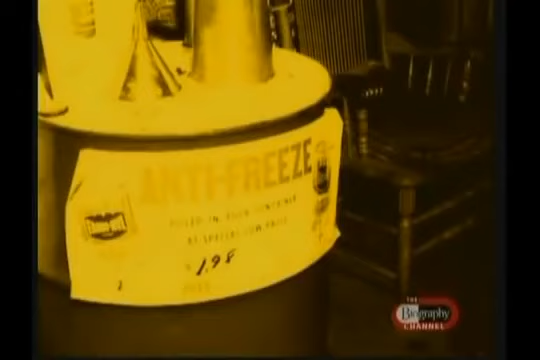 ANTI-FREEZE
FILLED IN YOUR CONTAINER
AT SPECIAL LOW PRICE
$ 1.98
THE
Biography
CHANNEL